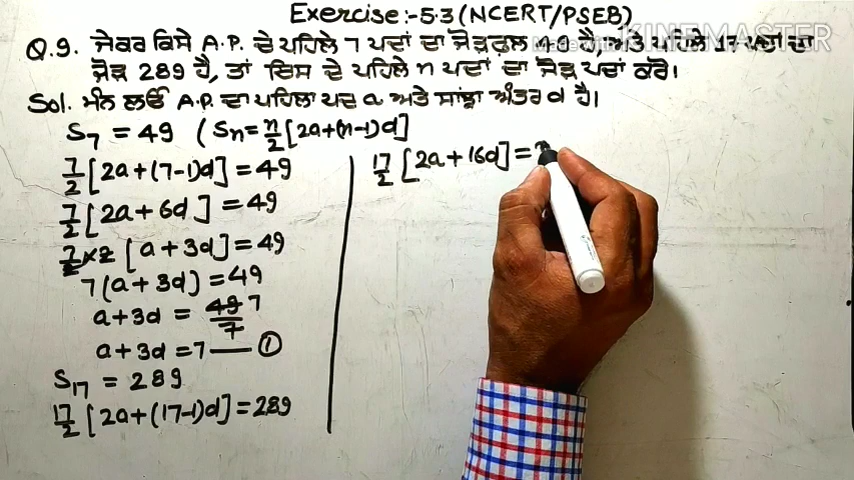 Exercise:-5.3(NCERT/PSEB)
Q.9. ਜੇਕਰ ਕਿਸੇ A.P. ਦੇ ਪਹਿਲੇ 7 ਪਦਾਂ ਦਾ ਜੋੜਫਲ 49 ਹੈ, ਅਤੇ ਪਹਿਲੇ 17 ਪਦਾਂ ਦਾ
ਜੋੜ 289 ਹੈ, ਤਾਂ ਇਸ ਦੇ ਪਹਿਲੇ n ਪਦਾਂ ਦਾ ਜੋੜ ਪਤਾ ਕਰੋ।
Sol. ਮੰਨ ਲਓ A.P. ਦਾ ਪਹਿਲਾ ਪਦ a ਅਤੇ ਸਾਂਝਾ ਅੰਤਰ d ਹੈ।
S₇ = 49 (Sn=n/2[2a+(n-1)d]
7/2[2a+(7-1)d]=49
7/2[2a+6d]=49
7/2×2[a+3d)=49
7(a+3d)=49
a+3d = 49/7 7
a+3d=7—①
S₁₇ = 289
17/2[2a+(17-1)d]=289
17/2[2a+16d]=
KINEMASTER